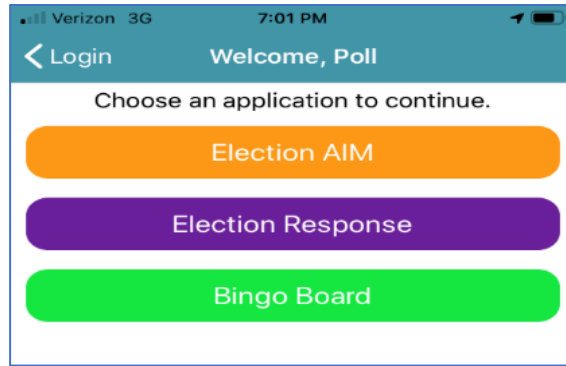 Verizon 3G 7:01 PM
Login Welcome, Poll
Choose an application to continue.
Election AIM
Election Response
Bingo Board